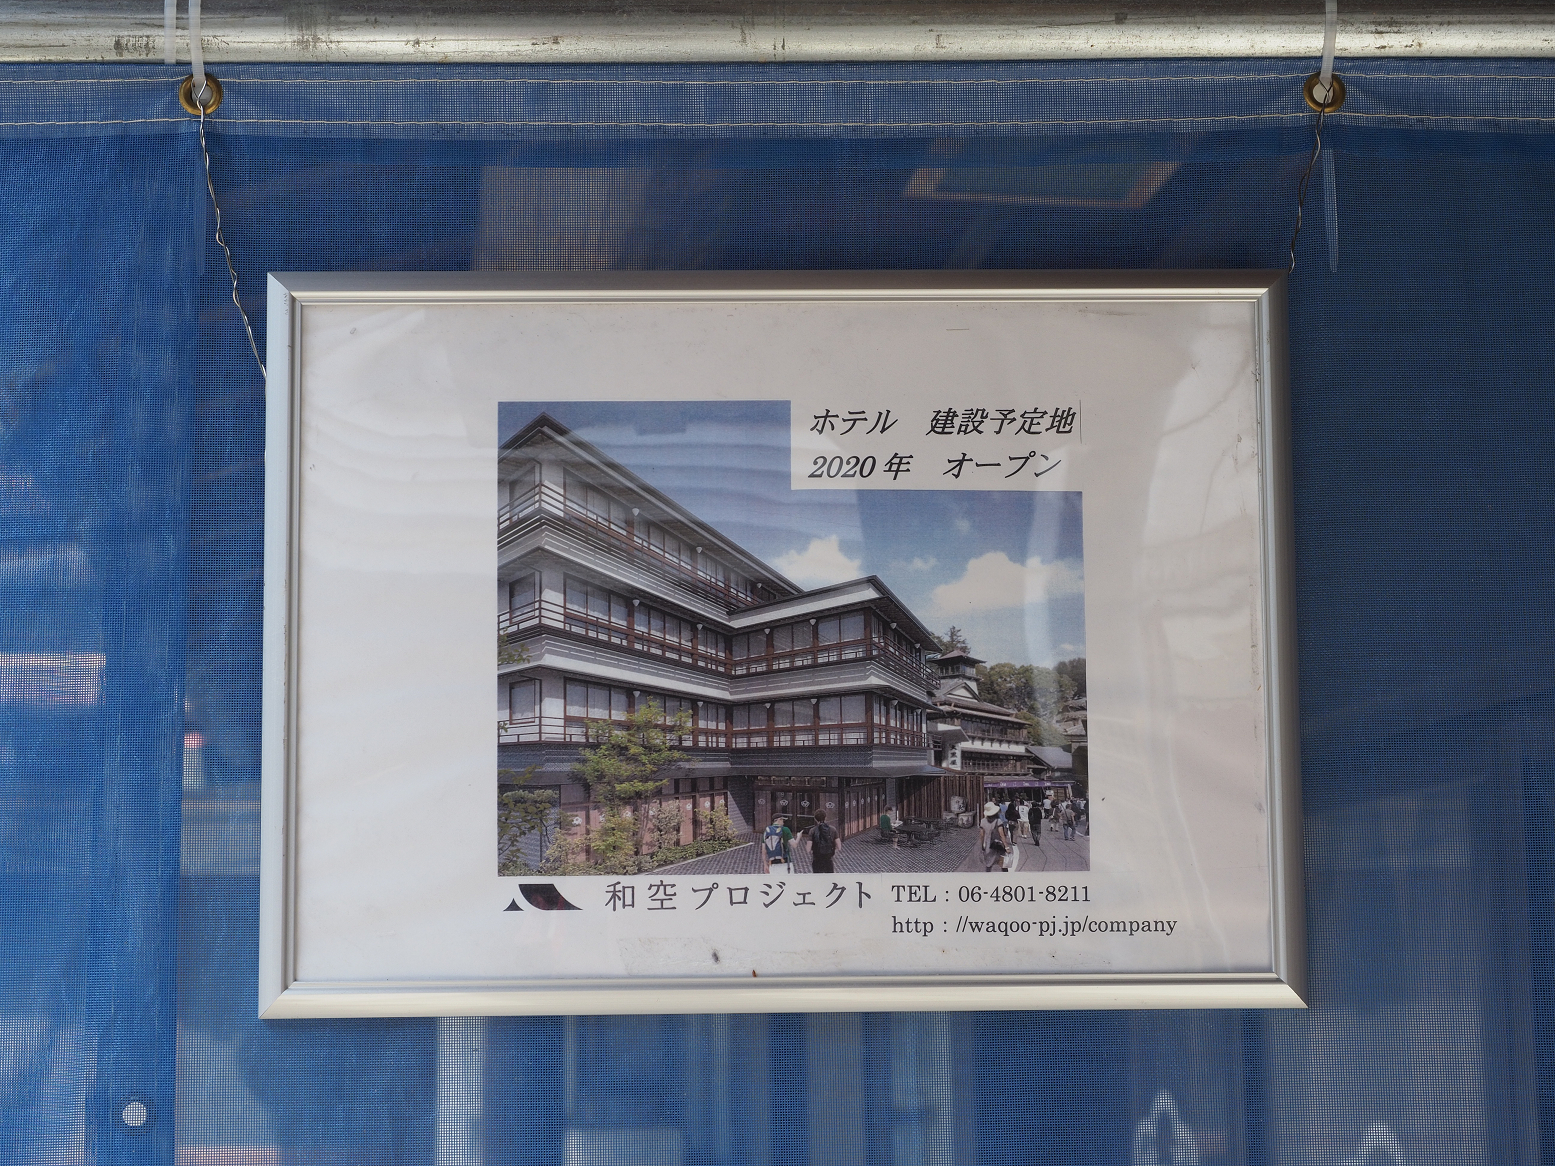 ホテル　建設予定地
2020年　オープン
和空プロジェクト
TEL : 06-4801-8211
http : //waqoo-pj.jp/company